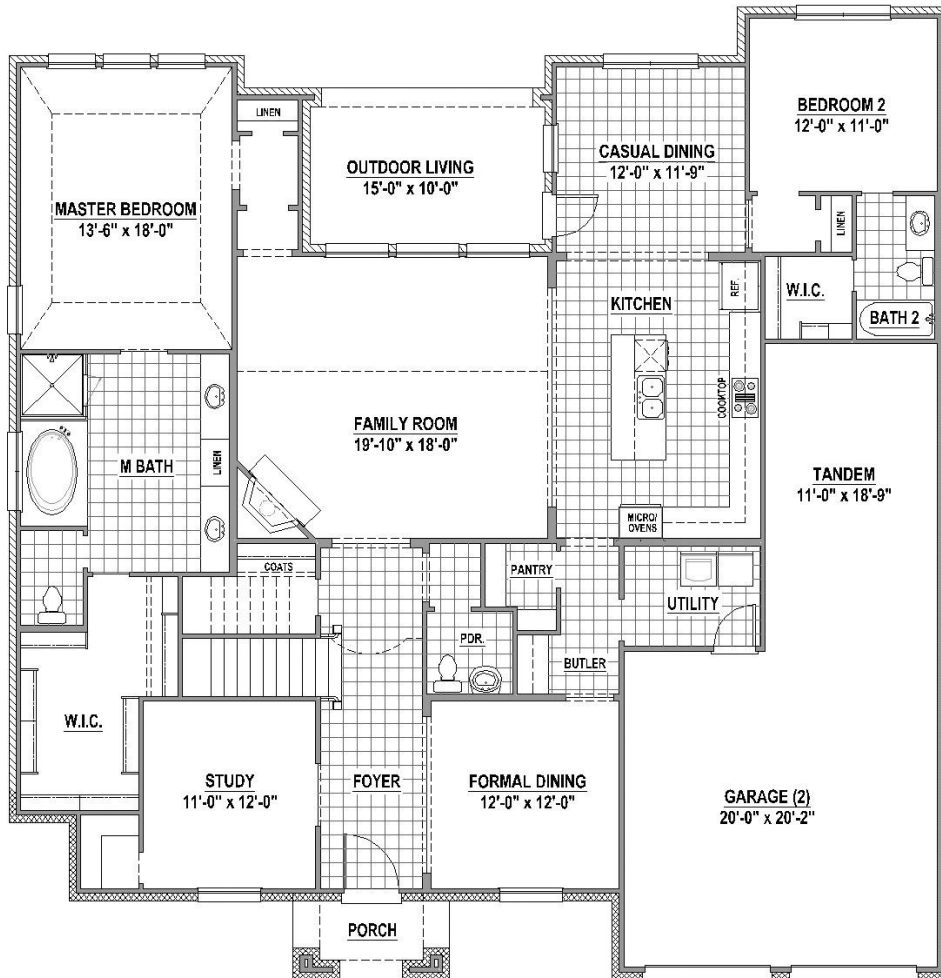 BEDROOM 2
12'-0" x 11'-0"
LINEN
OUTDOOR LIVING
15'-0" x 10'-0"
CASUAL DINING
12'-0" x 11'-9"
MASTER BEDROOM
13'-6" x 18'-0"
LINEN
W.I.C.
BATH 2
KITCHEN
REF.
COOKTOP
FAMILY ROOM
19'-10" x 18'-0"
M BATH
LINEN
TANDEM
11'-0" x 18'-9"
MICRO/
OVENS
COATS
PANTRY
UTILITY
PDR.
BUTLER
W.I.C.
STUDY
11'-0" x 12'-0"
FOYER
FORMAL DINING
12'-0" x 12'-0"
GARAGE (2)
20'-0" x 20'-2"
PORCH